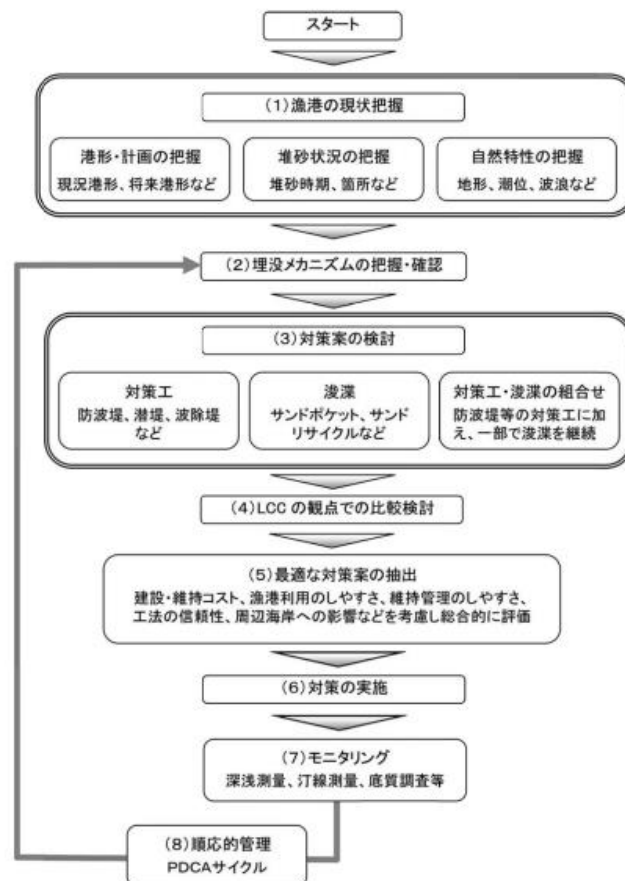 スタート
(1)漁港の現状把握
港形・計画の把握
現況港形、将来港形など
堆砂状況の把握
堆砂時期、箇所など
自然特性の把握
地形、潮位、波浪など
(2)埋没メカニズムの把握・確認
(3)対策案の検討
対策工
防波堤、潜堤、波除堤
など
浚渫
サンドポケット、サンド
リサイクルなど
対策工・浚渫の組合せ
防波堤等の対策工に加
え、一部で浚渫を継続
(4)LCC の観点での比較検討
(5)最適な対策案の抽出
建設・維持コスト、漁港利用のしやすさ、維持管理のしやすさ、
工法の信頼性、周辺海岸への影響などを考慮し総合的に評価
(6)対策の実施
(7)モニタリング
深浅測量、汀線測量、底質調査等
(8)順応的管理
PDCAサイクル